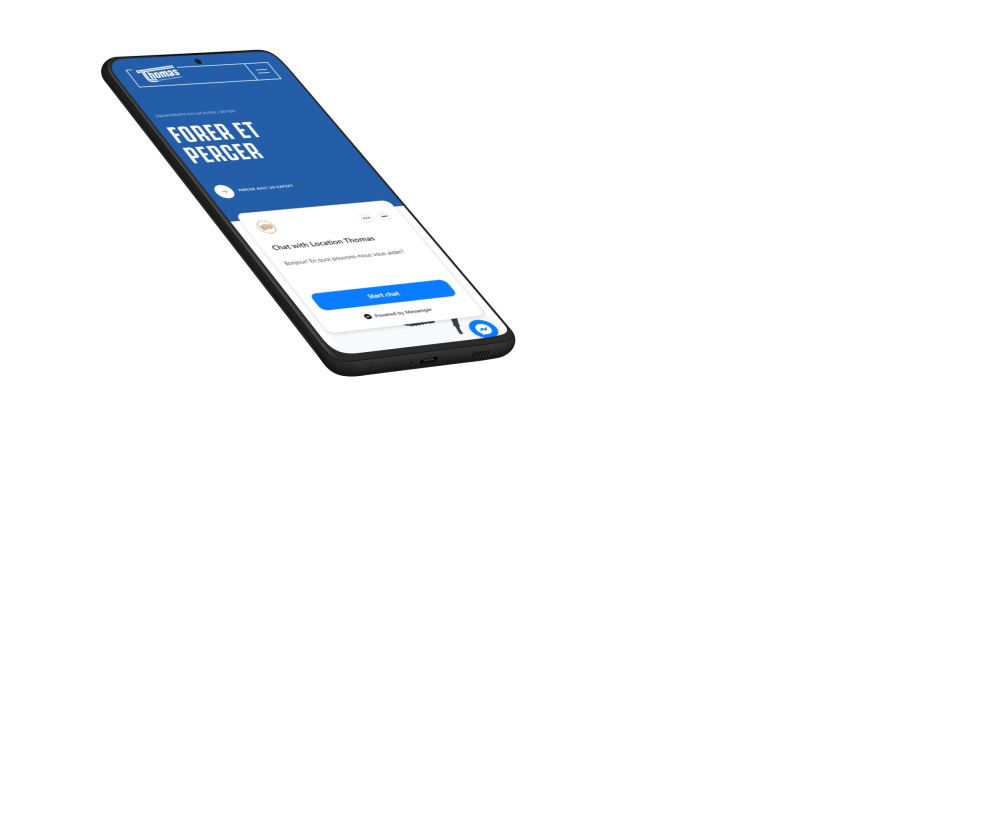 Thomas
ÉQUIPEMENTS EN LOCATION / BÉTON
FORER ET
PERCER
PARLER AVEC UN EXPERT
Chat with Location Thomas
Bonjour! En quoi pouvons-nous vous aider?
Start chat
Powered by Messenger